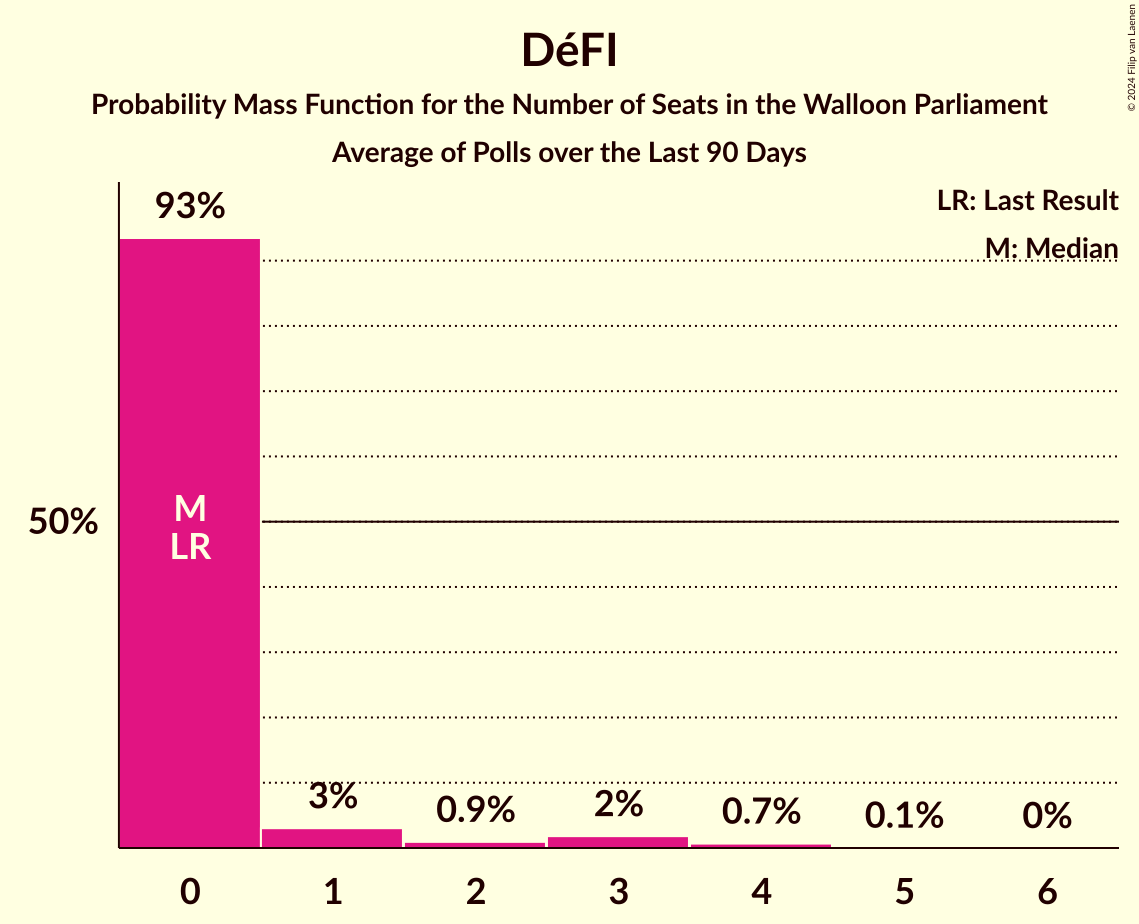 DéFI
Probability Mass Function for the Number of Seats in the Walloon Parliament
Average of Polls over the Last 90 Days
© 2024 Filip van Laenen
LR: Last Result
M: Median
93%
50%
M
LR
3%
0.9%
2%
0.7%
0.1%
0%
0 1 2 3 4 5 6